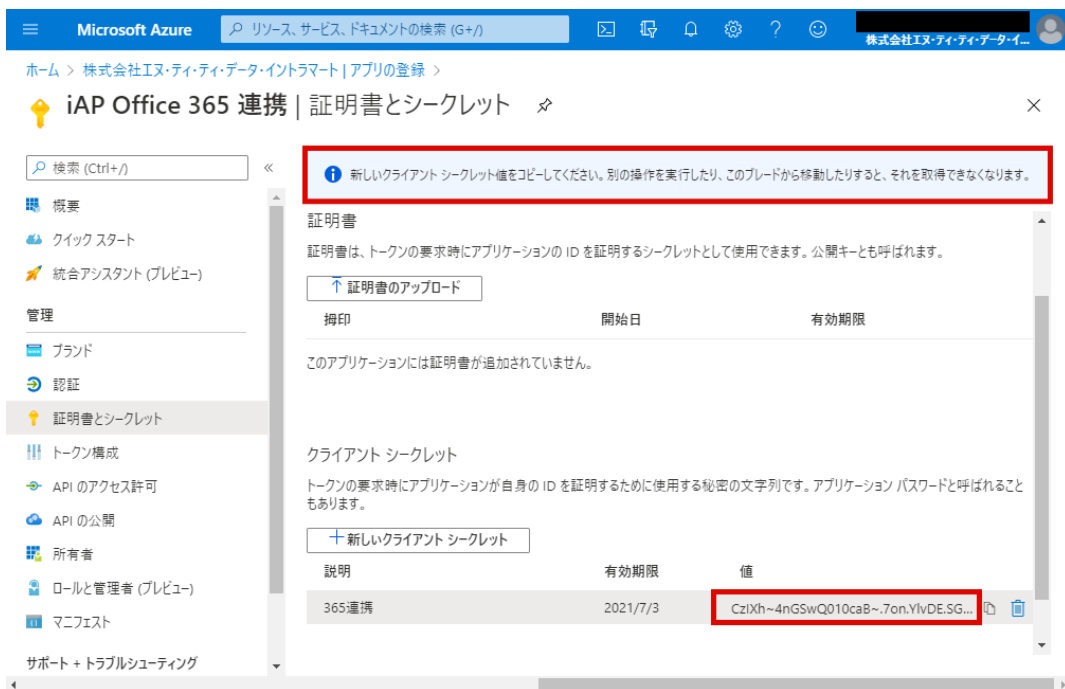 Microsoft Azure
リソース、サービス、ドキュメントの検索 (G+/)
株式会社エヌ・ティ・ティ・データ・イ...
ホーム > 株式会社エヌ・ティ・ティ・データ・イントラマート | アプリの登録 >
iAP Office 365 連携 | 証明書とシークレット
検索 (Ctrl+/)
概要
クイック スタート
統合アシスタント (プレビュー)
管理
ブランド
認証
証明書とシークレット
トークン構成
API のアクセス許可
API の公開
所有者
ロールと管理者 (プレビュー)
マニフェスト
サポート + トラブルシューティング
新しいクライアント シークレット値をコピーしてください。別の操作を実行したり、このブレードから移動したりすると、それを取得できなくなります。
証明書
証明書は、トークンの要求時にアプリケーションの ID を証明するシークレットとして使用できます。公開キーとも呼ばれます。
証明書のアップロード
拇印 開始日 有効期限
このアプリケーションには証明書が追加されていません。
クライアント シークレット
トークンの要求時にアプリケーションが自身の ID を証明するために使用する秘密の文字列です。アプリケーション パスワードと呼ばれること
もあります。
新しいクライアント シークレット
説明 有効期限 値
365連携 2021/7/3 CzIXh~4nGSwQ010caB~.7on.YlvDE.SG...